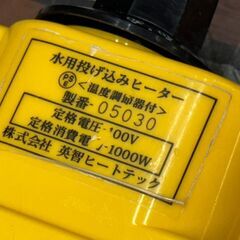 水用投げ込みヒーター
PSE <温度調節器付>
製番 05030
定格電圧 100V
定格消費電力 1000W
株式会社 英智ヒートテック